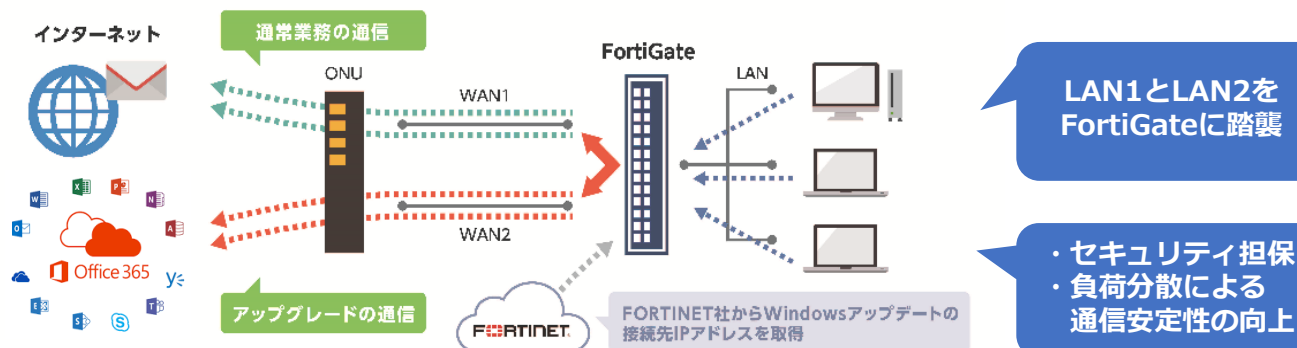 インターネット
通常業務の通信
ONU
WAN1
FortiGate
LAN
LAN1とLAN2を
FortiGateに踏襲
WAN2
Office 365
アップグレードの通信
FORTINET
FORTINET社からWindowsアップデートの
接続先IPアドレスを取得
・セキュリティ担保
・負荷分散による
通信安定性の向上
X
P
W
N
O
A
y
E
T
S
S